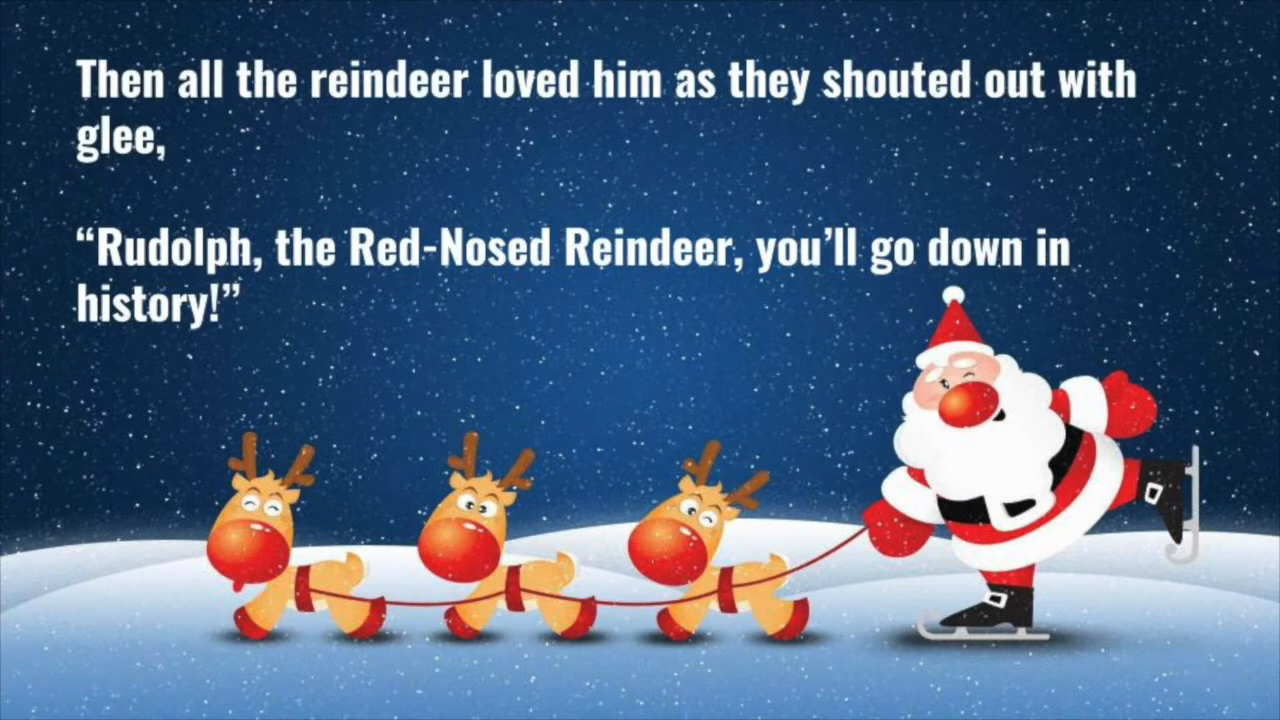 Then all the reindeer loved him as they shouted out with
glee,
“Rudolph, the Red-Nosed Reindeer, you’ll go down in
history!”